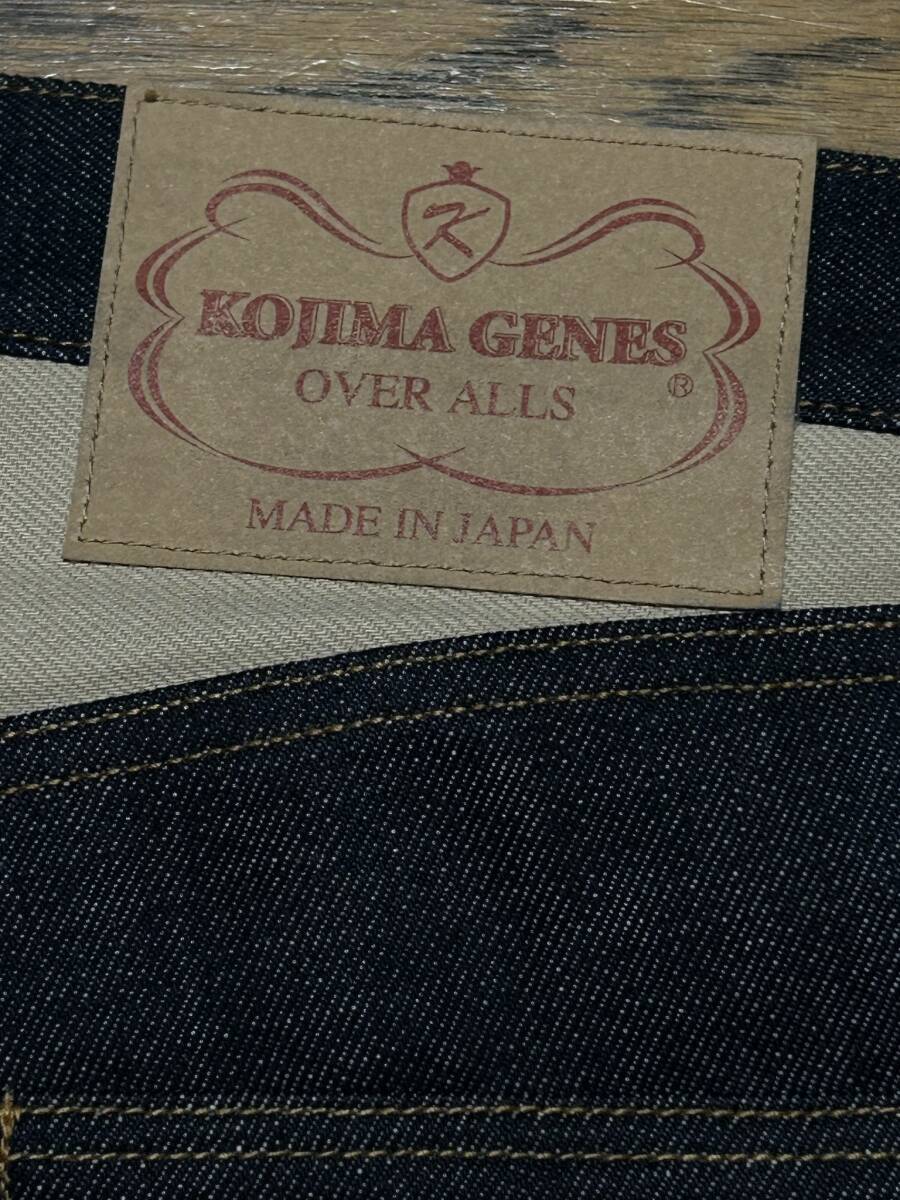 K
KOJIMA GENES
®
OVER ALLS
MADE IN JAPAN